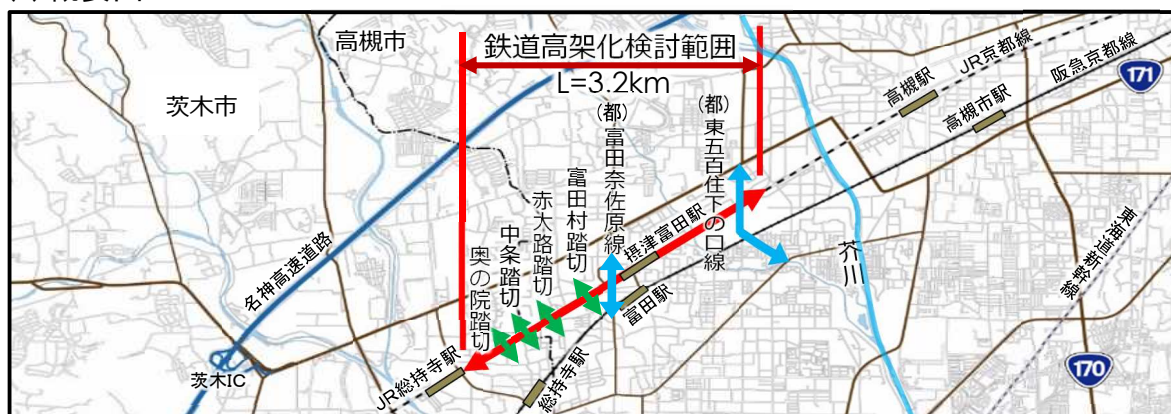 鉄道高架化検討範囲
L=3.2km
高槻市
茨木市
名神高速道路
茨木IC
JR総持寺駅
総持寺駅
奥の院踏切
中条踏切
赤大路踏切
富田村踏切
(都)富田奈佐原線
摂津富田駅
富田駅
(都)東五百住下の口線
芥川
高槻駅
JR京都線
高槻市駅
阪急京都線
171
東海道新幹線
170